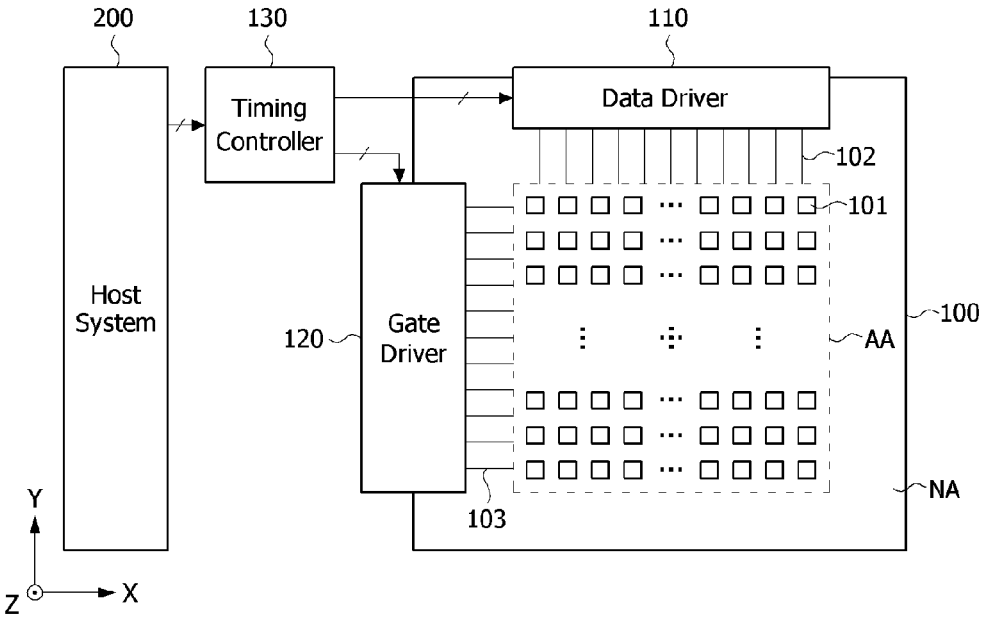 200
130
110
Timing
Controller
Data Driver
102
101
Host
System
120
Gate
Driver
100
AA
103
NA
Y
Z
X